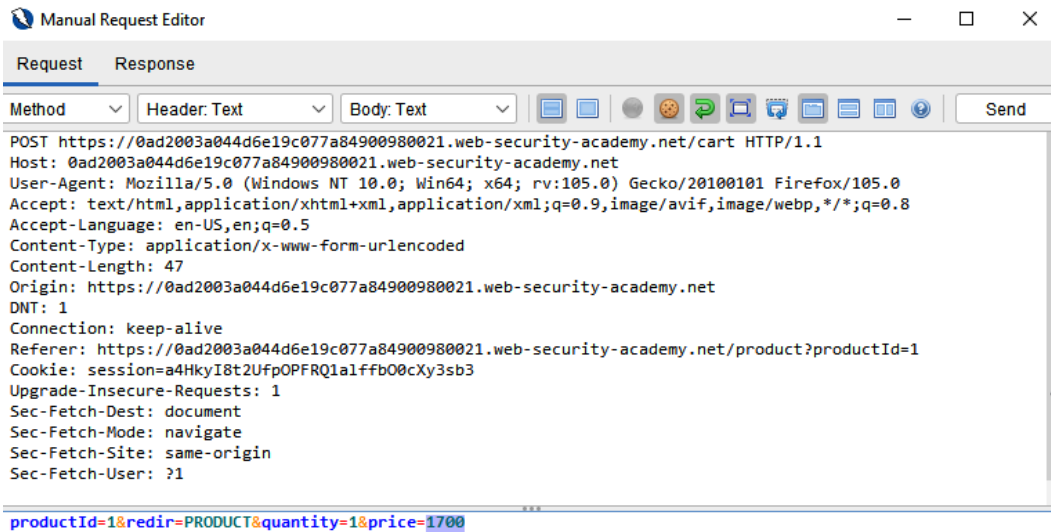 Manual Request Editor
Request Response
Method Header: Text Body: Text Send
POST https://0ad2003a044d6e19c077a84900980021.web-security-academy.net/cart HTTP/1.1
Host: 0ad2003a044d6e19c077a84900980021.web-security-academy.net
User-Agent: Mozilla/5.0 (Windows NT 10.0; Win64; x64; rv:105.0) Gecko/20100101 Firefox/105.0
Accept: text/html,application/xhtml+xml,application/xml;q=0.9,image/avif,image/webp,*/*;q=0.8
Accept-Language: en-US,en;q=0.5
Content-Type: application/x-www-form-urlencoded
Content-Length: 47
Origin: https://0ad2003a044d6e19c077a84900980021.web-security-academy.net
DNT: 1
Connection: keep-alive
Referer: https://0ad2003a044d6e19c077a84900980021.web-security-academy.net/product?productId=1
Cookie: session=a4HkyI8t2UfpOPFRQ1alffbO0cXy3sb3
Upgrade-Insecure-Requests: 1
Sec-Fetch-Dest: document
Sec-Fetch-Mode: navigate
Sec-Fetch-Site: same-origin
Sec-Fetch-User: ?1
productId=1&redir=PRODUCT&quantity=1&price=1700